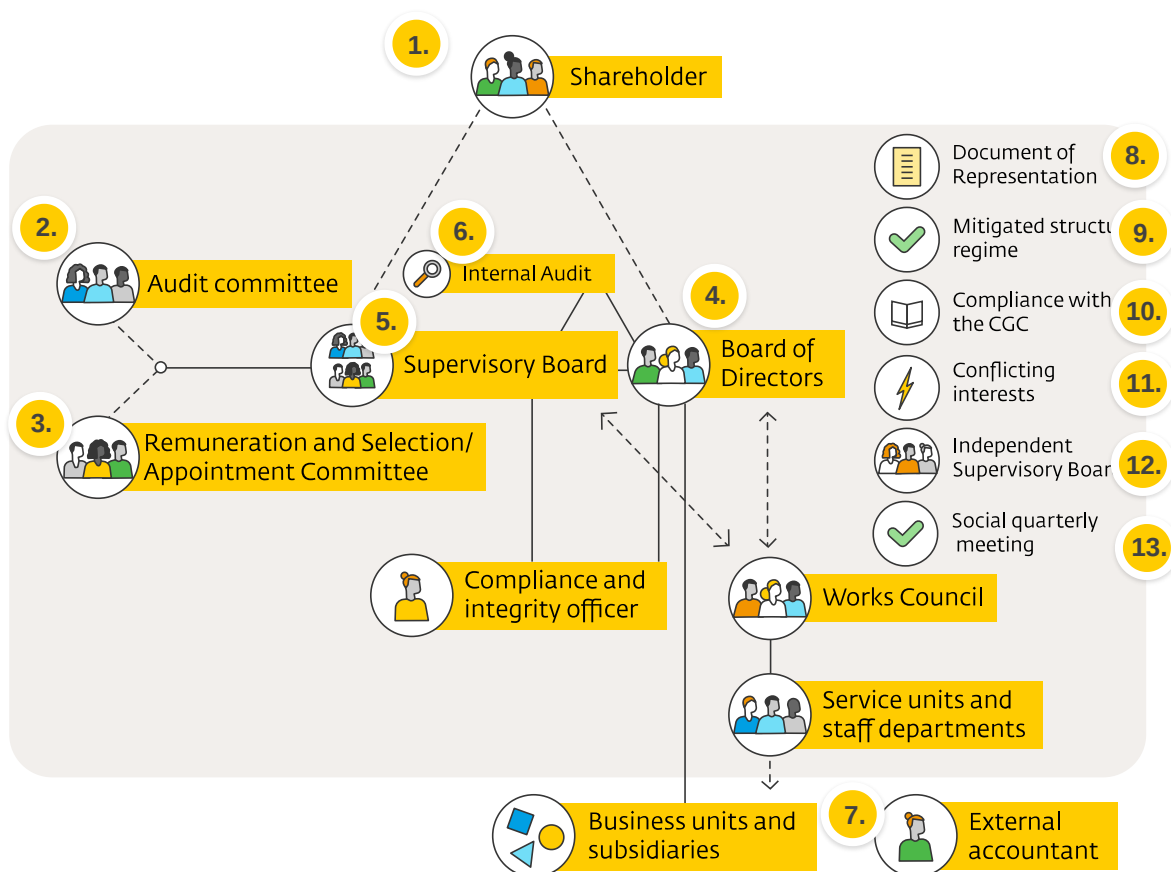 1.
Shareholder
8.
Document of
Representation
2.
Audit committee
6.
Internal Audit
9.
Mitigated
regime
4.
Board of
Directors
5.
Supervisory Board
10.
Compliance with
the CGC
11.
Conflicting
interests
3.
Remuneration and Selection/
Appointment Committee
12.
Independent
Supervisory
13.
Social quarterly
meeting
Compliance and
integrity officer
Works Council
Service units and
staff departments
Business units and
subsidiaries
7.
External
accountant